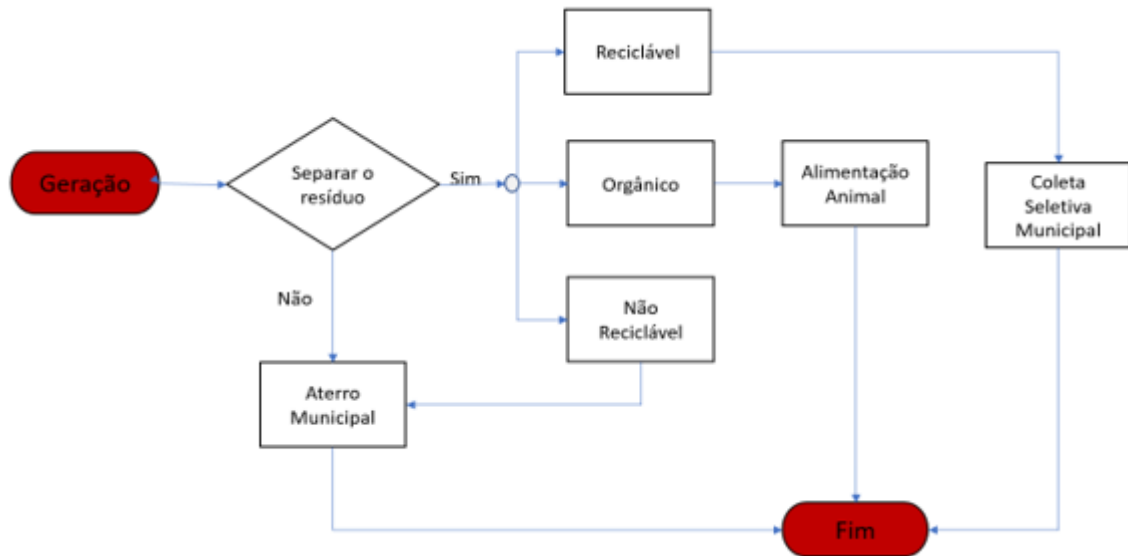 Reciclável
Geração
Separar o
resíduo
Sim
Orgânico
Alimentação
Animal
Coleta
Seletiva
Municipal
Não
Não
Reciclável
Aterro
Municipal
Fim